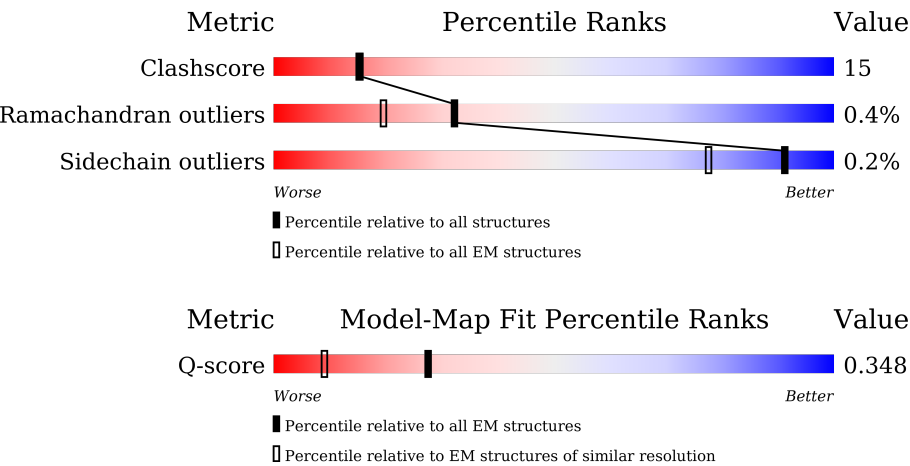 Metric Percentile Ranks Value
Clashscore 15
Ramachandran outliers 0.4%
Sidechain outliers 0.2%
Worse Better
Percentile relative to all structures
Percentile relative to all EM structures
Metric Model-Map Fit Percentile Ranks Value
Q-score 0.348
Worse Better
Percentile relative to all EM structures
Percentile relative to EM structures of similar resolution